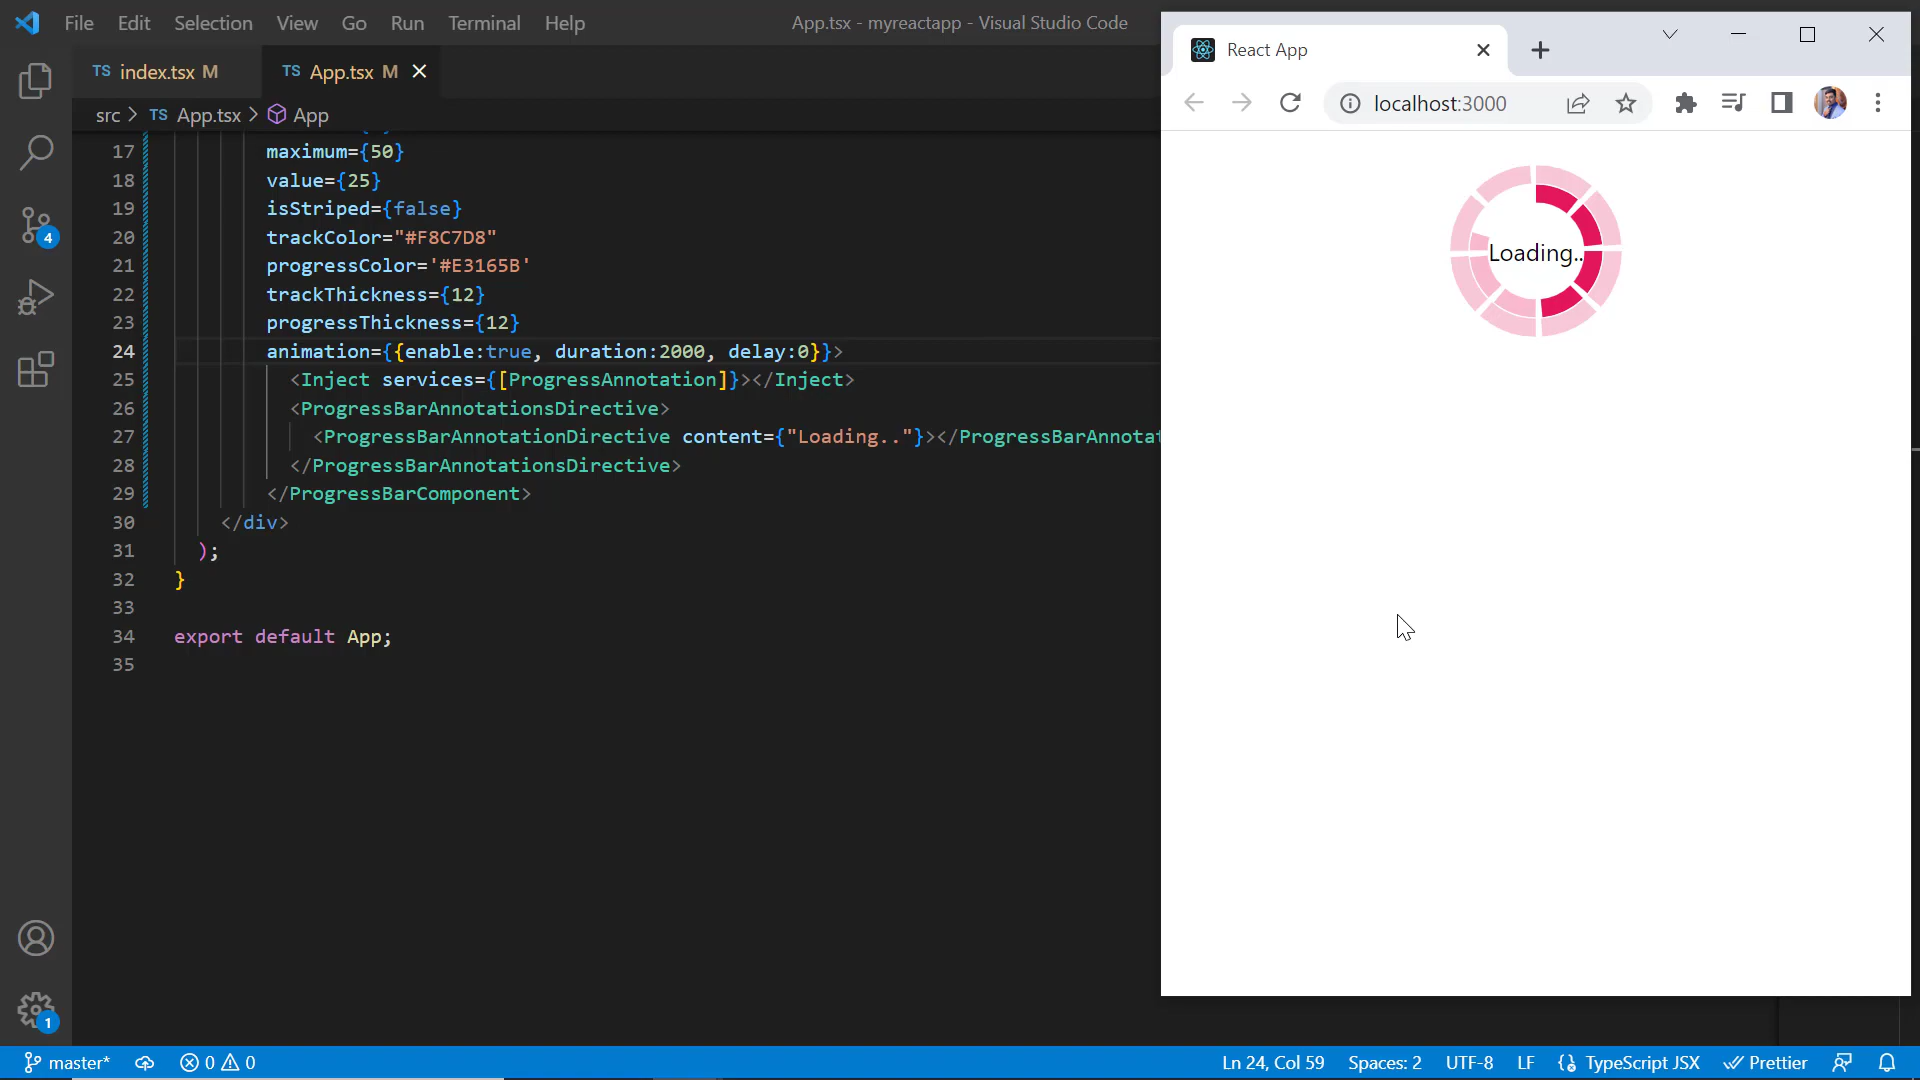 File Edit Selection View Go Run Terminal Help
App.tsx - myreactapp - Visual Studio Code
TS index.tsx M
TS App.tsx M
src > TS App.tsx > App
17 maximum={50}
18 value={25}
19 isStriped={false}
20 trackColor="#F8C7D8"
21 progressColor='#E3165B'
22 trackThickness={12}
23 progressThickness={12}
24 animation={{enable:true, duration:2000, delay:0}}>
25 <Inject services={[ProgressAnnotation]}></Inject>
26 <ProgressBarAnnotationsDirective>
27 <ProgressBarAnnotationDirective content={"Loading.."}></ProgressBarAnnotat
28 </ProgressBarAnnotationsDirective>
29 </ProgressBarComponent>
30 </div>
31 );
32 }
33
34 export default App;
35
4
1
React App
localhost:3000
Loading..
master* 0 0
Ln 24, Col 59 Spaces: 2 UTF-8 LF TypeScript JSX Prettier